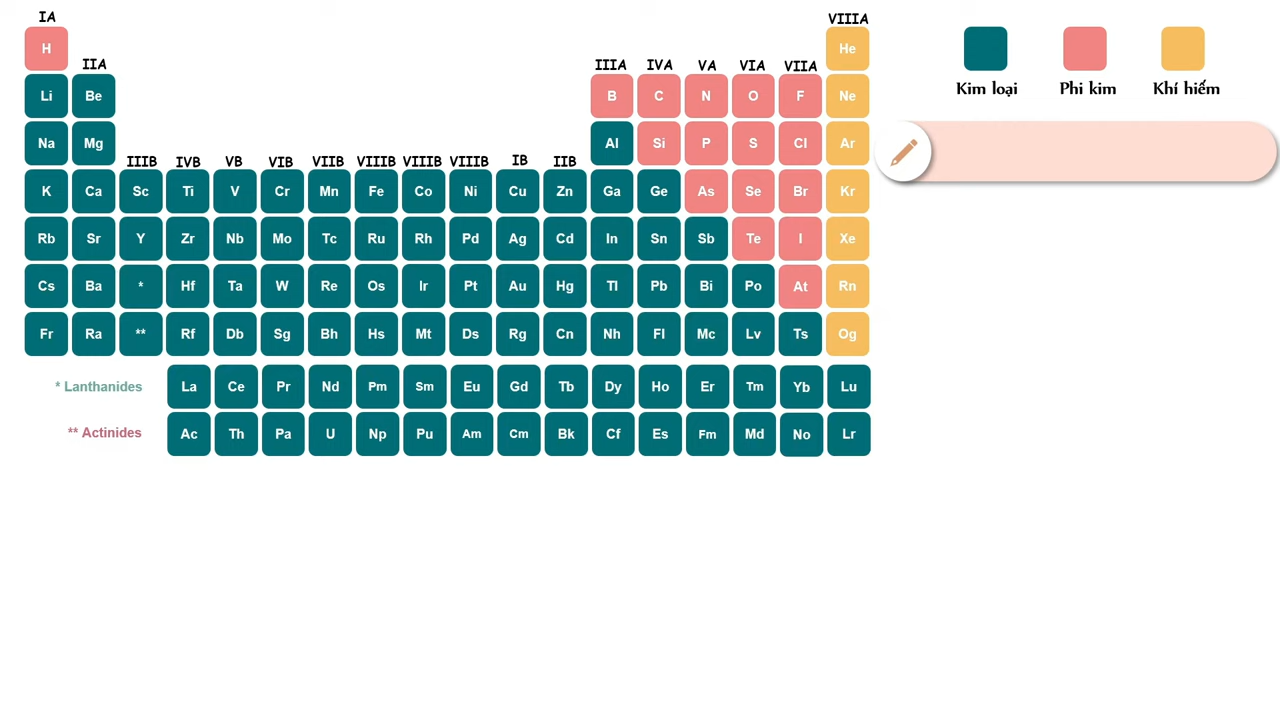 IA VIIIA
H He
IIA IIIA IVA VA VIA VIIA
Kim loại Phi kim Khí hiếm
Li Be B C N O F Ne
Na Mg Al Si P S Cl Ar
IIIB IVB VB VIB VIIB VIIIB VIIIB VIIIB IB IIB
K Ca Sc Ti V Cr Mn Fe Co Ni Cu Zn Ga Ge As Se Br Kr
Rb Sr Y Zr Nb Mo Tc Ru Rh Pd Ag Cd In Sn Sb Te I Xe
Cs Ba * Hf Ta W Re Os Ir Pt Au Hg Tl Pb Bi Po At Rn
Fr Ra ** Rf Db Sg Bh Hs Mt Ds Rg Cn Nh Fl Mc Lv Ts Og
* Lanthanides La Ce Pr Nd Pm Sm Eu Gd Tb Dy Ho Er Tm Yb Lu
** Actinides Ac Th Pa U Np Pu Am Cm Bk Cf Es Fm Md No Lr